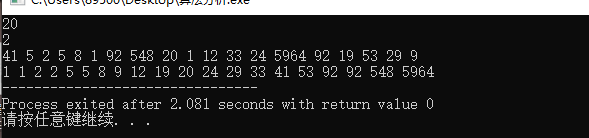 C:\Users\89500\Desktop\算法分析.exe
20
2
41 5 2 5 8 1 92 548 20 1 12 33 24 5964 92 19 53 29 9
1 1 2 2 5 5 8 9 12 19 20 24 29 33 41 53 92 92 548 5964
--------------------------------
Process exited after 2.081 seconds with return value 0
请按任意键继续. . .